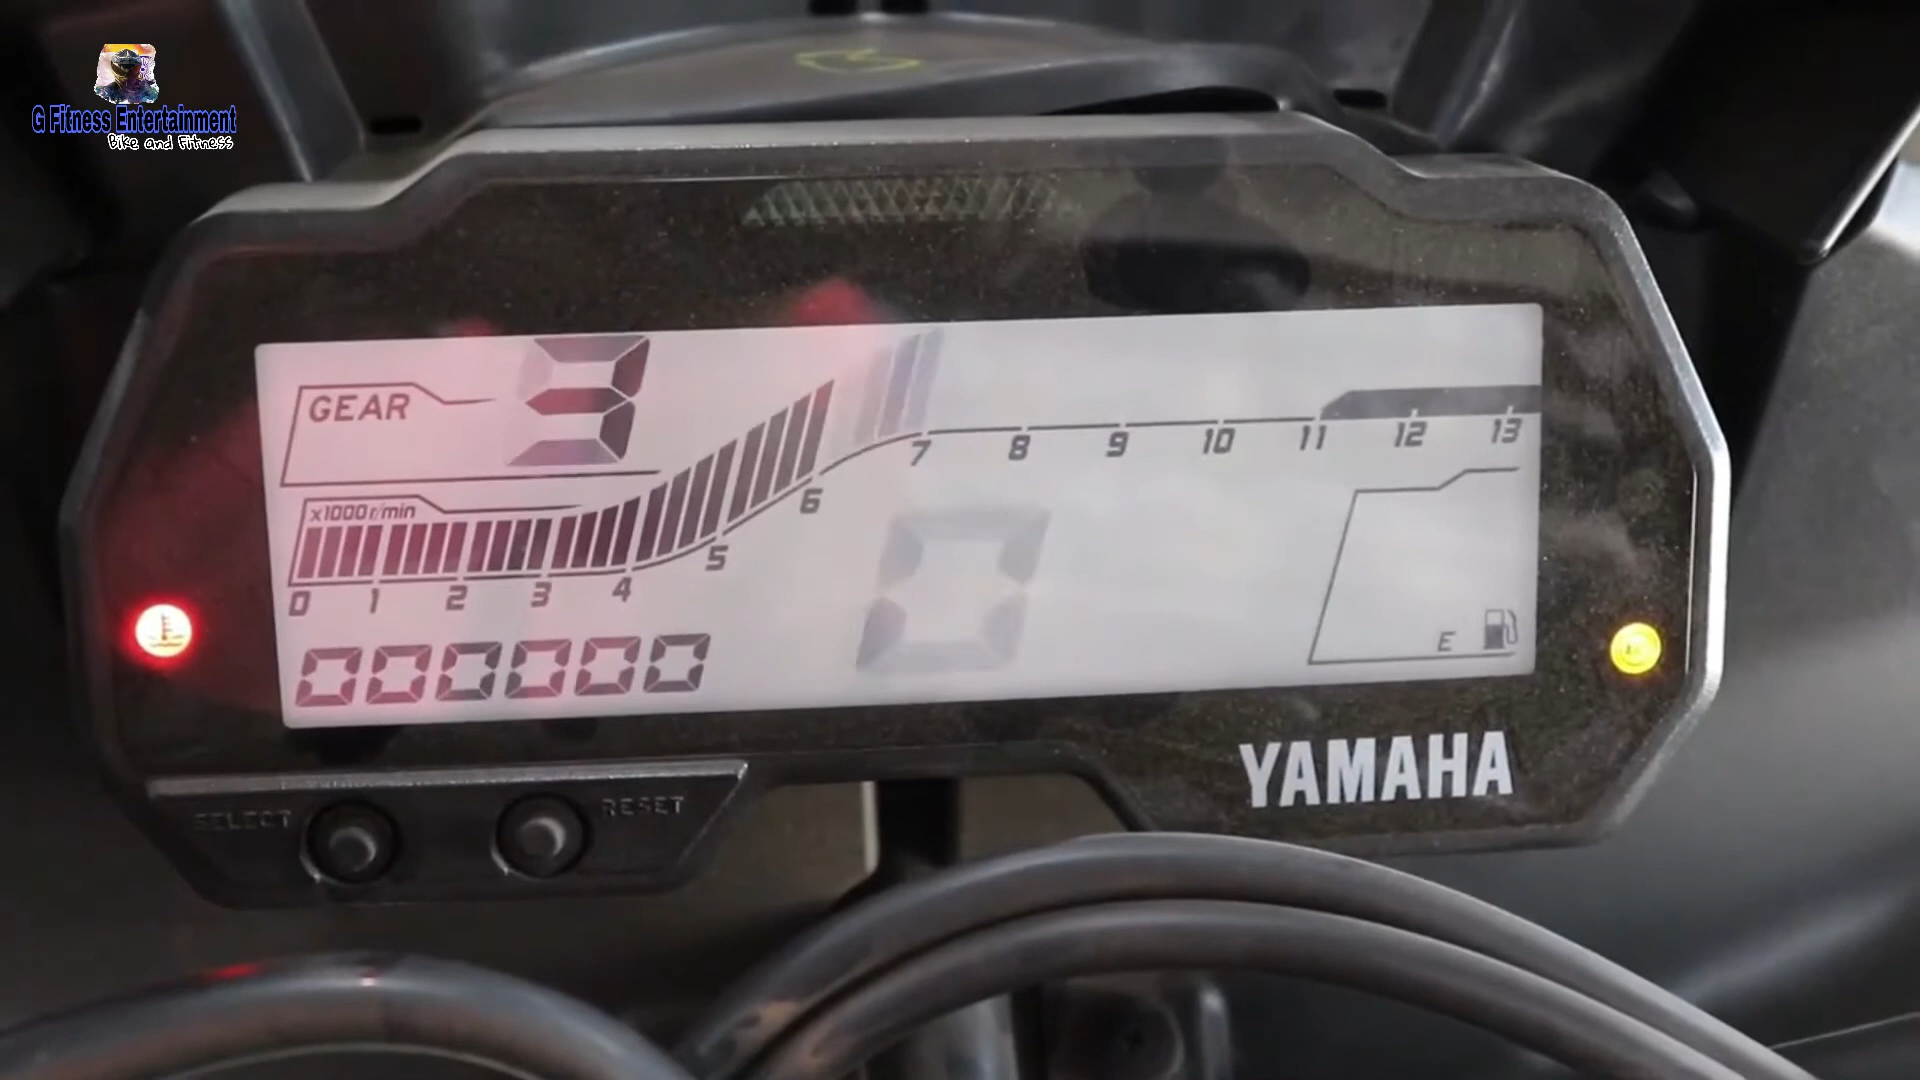 G Fitness Entertainment
Bike and Fitness
GEAR 3
x1000 r/min
0 1 2 3 4 5 6 7 8 9 10 11 12 13
000000
0
E
YAMAHA
SELECT
RESET